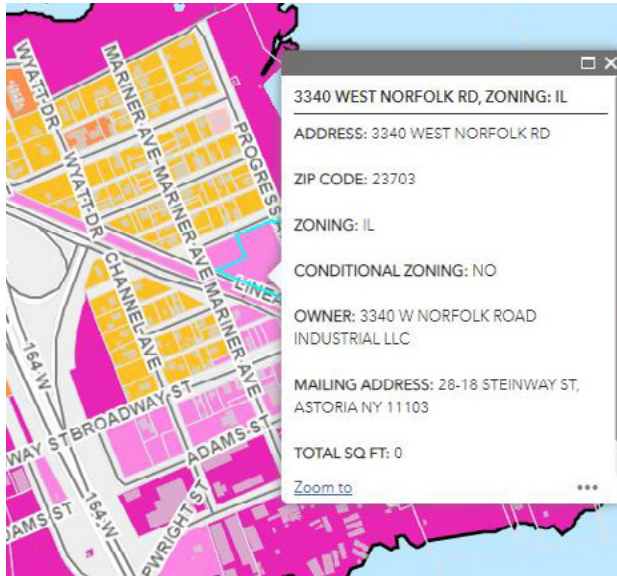 WYATT-DR
WYATT-DR
MARINER AVE-MARINER AVE MARINER-AVE
PROGRESS
LINEA
CHANNEL-AVE
164-W
WAY ST BROADWAY ST
ADAMS-ST
164-W
DAMS-ST
PWRIGHT-ST
3340 WEST NORFOLK RD, ZONING: IL
ADDRESS: 3340 WEST NORFOLK RD
ZIP CODE: 23703
ZONING: IL
CONDITIONAL ZONING: NO
OWNER: 3340 W NORFOLK ROAD
INDUSTRIAL LLC
MAILING ADDRESS: 28-18 STEINWAY ST,
ASTORIA NY 11103
TOTAL SQ FT: 0
Zoom to